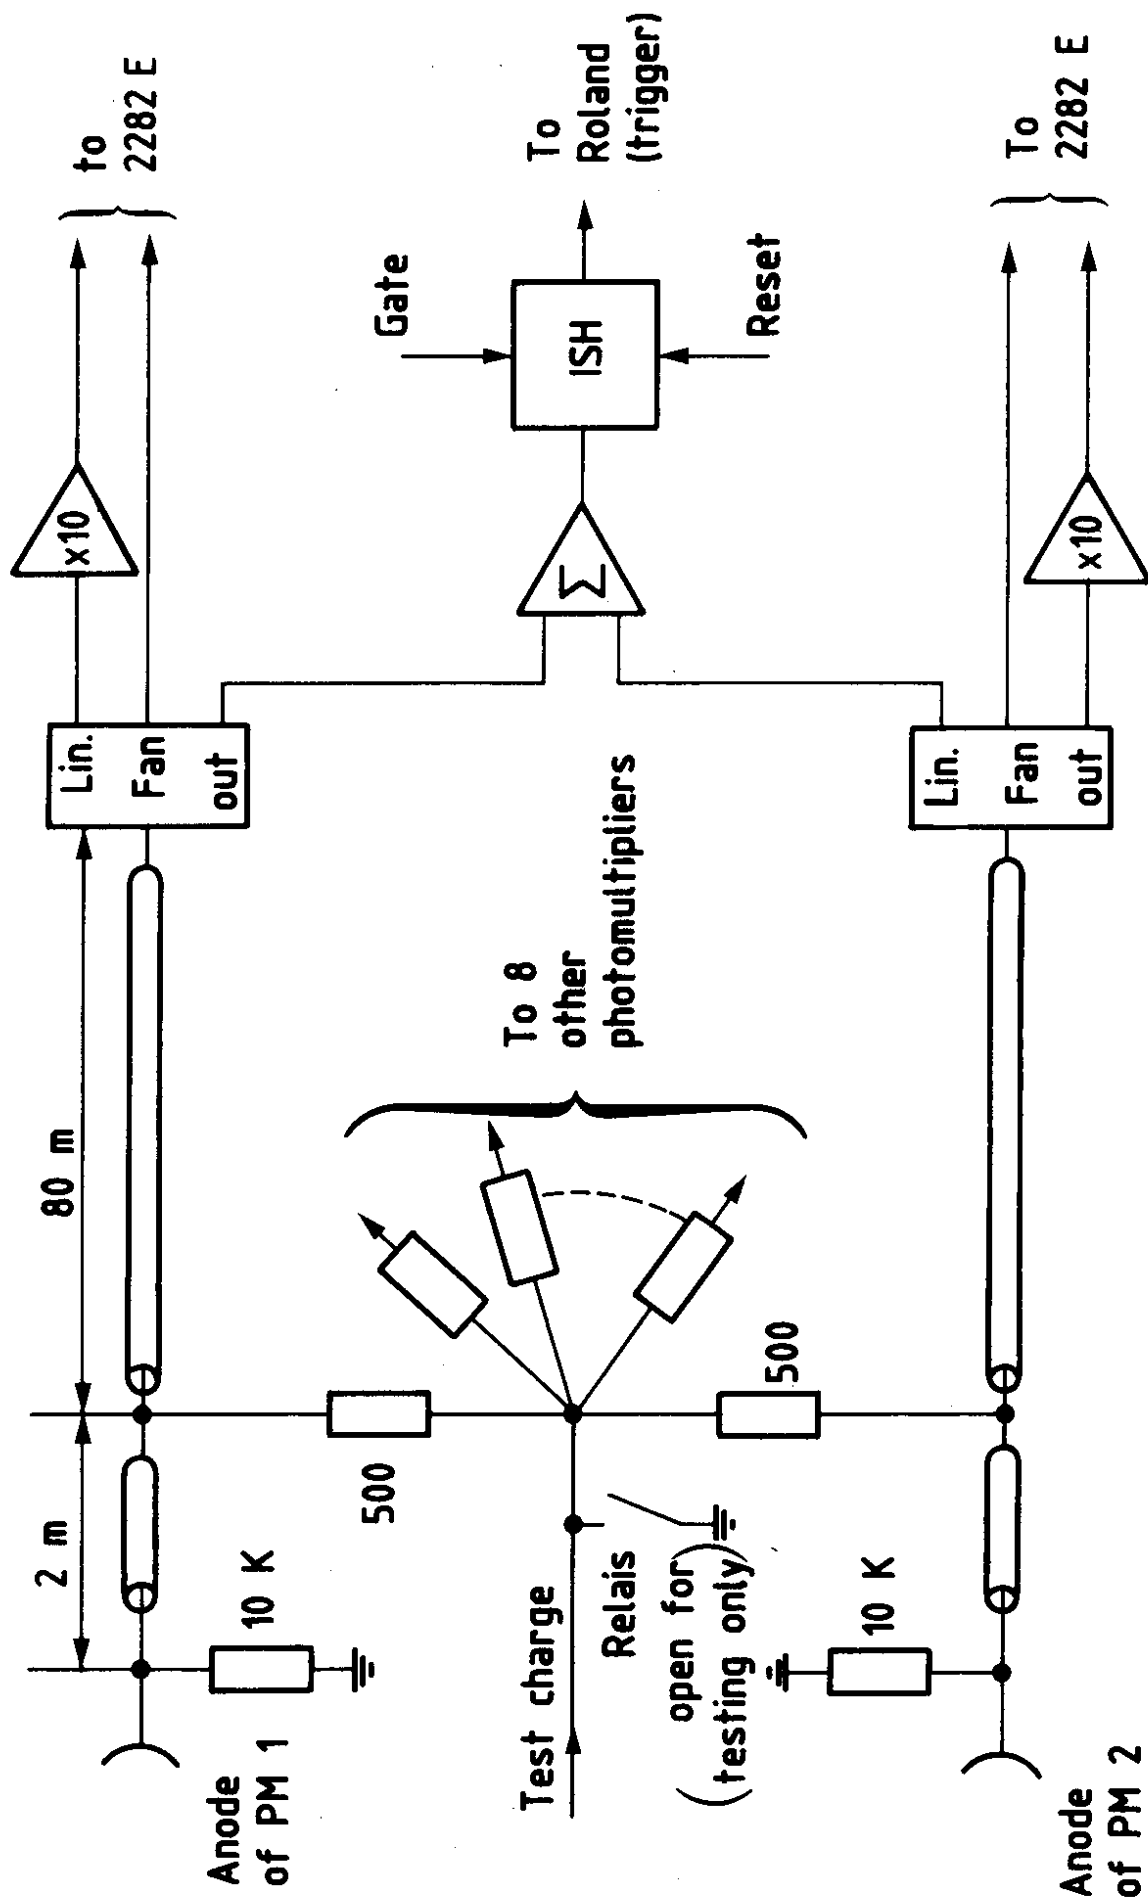 Anode
of PM 1
2 m
10 K
80 m
Lin.
Fan
out
x10
to
2282 E
500
Test charge
Relais
(open for
testing only)
To 8
other
photomultipliers
Σ
Gate
ISH
Reset
To
Roland
(trigger)
500
10 K
Anode
of PM 2
Lin.
Fan
out
x10
To
2282 E